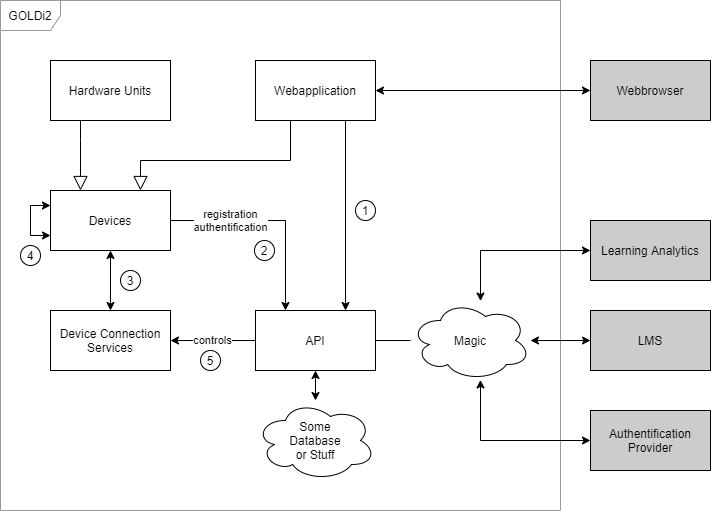 GOLDi2
Hardware Units
Webapplication
Webbrowser
Devices
registration
authentification
1
2
4
3
Learning Analytics
Device Connection
Services
controls
5
API
Magic
LMS
Some
Database
or Stuff
Authentification
Provider